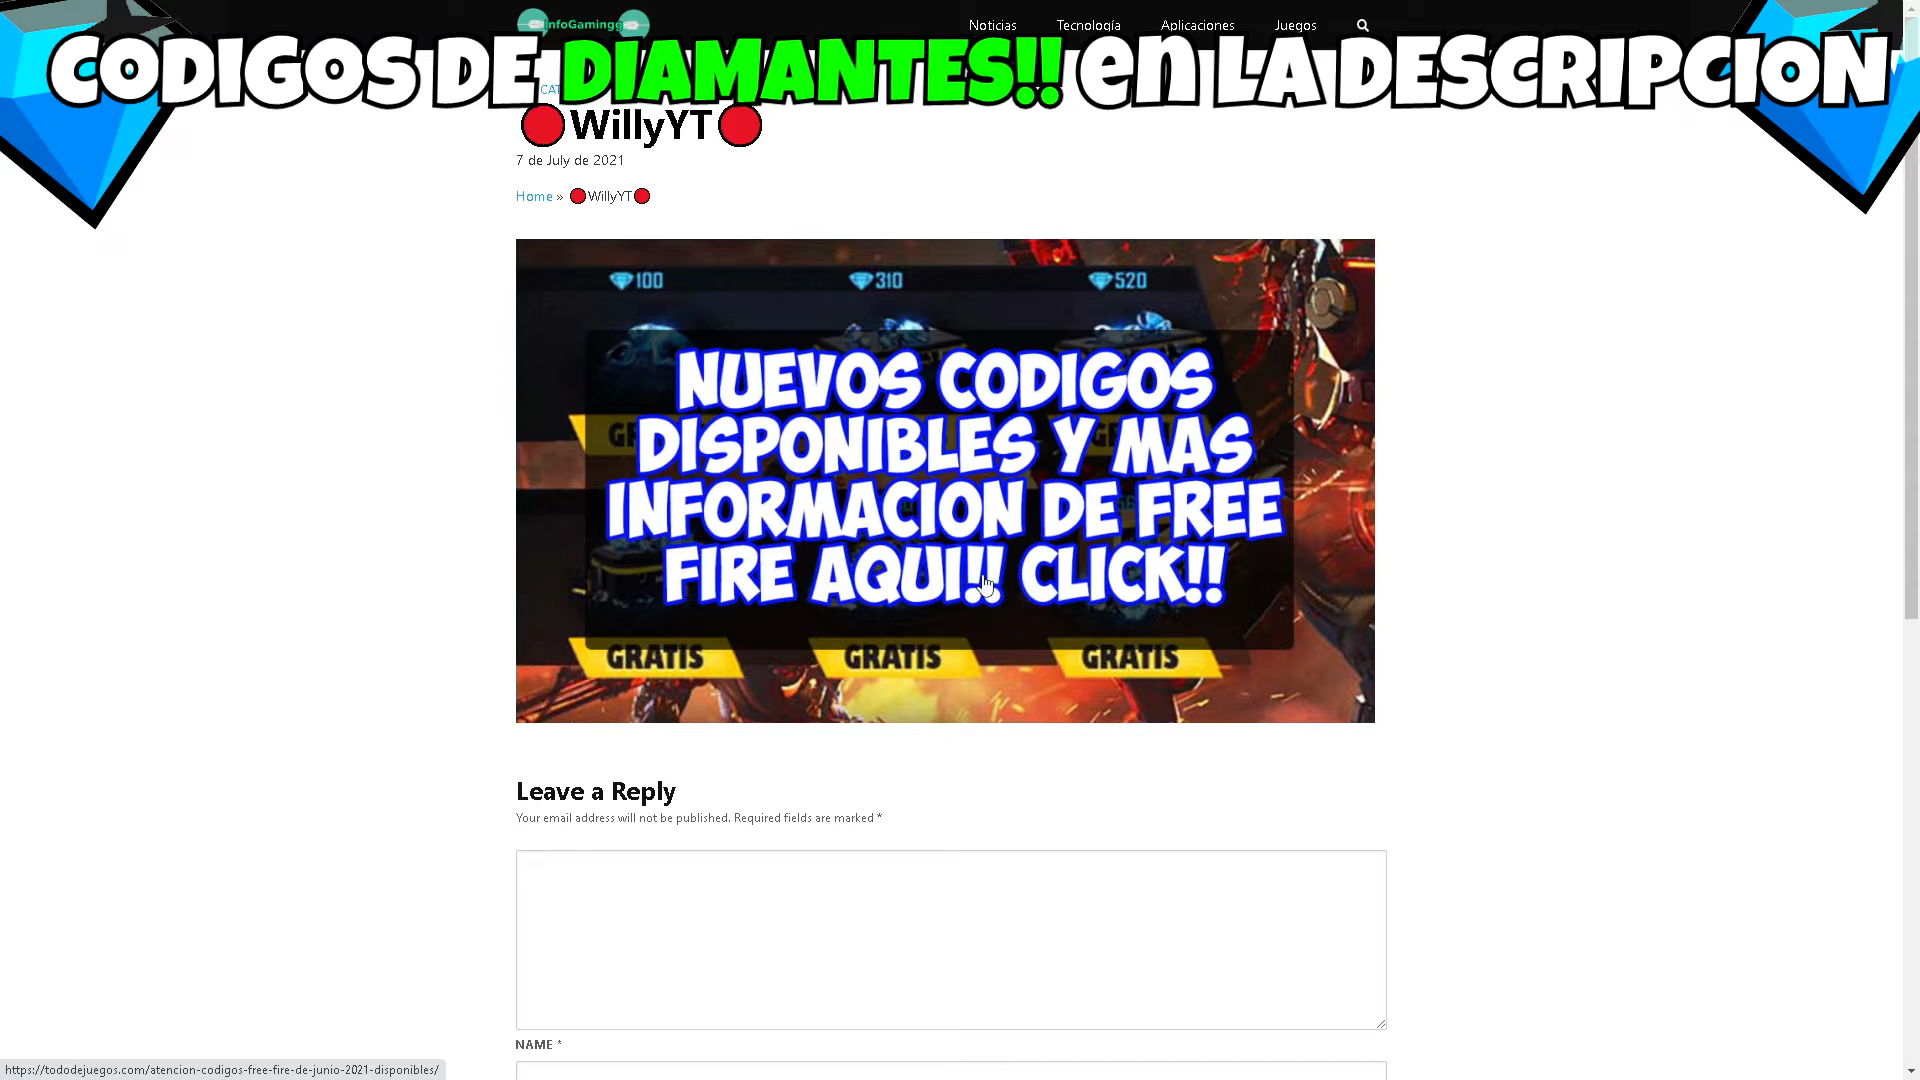 InfoGamingg
Noticias
Tecnología
Aplicaciones
Juegos
CODIGOS DE DIAMANTES!! en LA DESCRIPCION
🔴WillyYT🔴
7 de July de 2021
Home » 🔴WillyYT🔴
100
310
520
NUEVOS CODIGOS
DISPONIBLES Y MAS
INFORMACION DE FREE
FIRE AQUI!! CLICK!!
GRATIS
GRATIS
GRATIS
Leave a Reply
Your email address will not be published. Required fields are marked *
NAME *
https://tododejuegos.com/atencion-codigos-free-fire-de-junio-2021-disponibles/